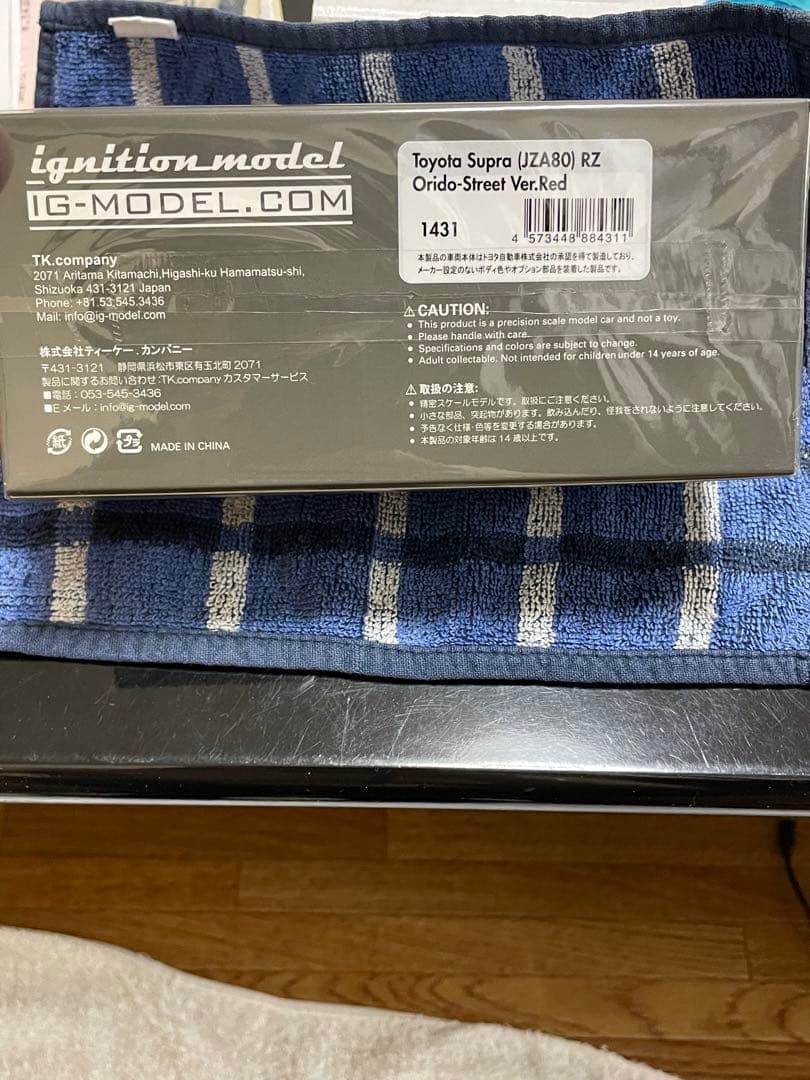 ignition model
IG-MODEL.COM
TK.company
2071 Aritama Kitamachi,Higashi-ku Hamamatsu-shi,
Shizuoka 431-3121 Japan
Phone: +81.53.545.3436
Mail: info@ig-model.com
株式会社ティーケー.カンパニー
〒431-3121 静岡県浜松市東区有玉北町2071
製品に関するお問い合わせ:TK.company カスタマーサービス
■電話：053-545-3436
■Eメール：info@ig-model.com
紙
プラ
MADE IN CHINA
Toyota Supra (JZA80) RZ
Orido-Street Ver.Red
1431
4 573448 884311
本製品の車両本体はトヨタ自動車株式会社の承認を得て製造しており、
メーカー設定のないボディ色やオプション部品を装着した製品です。
⚠CAUTION:
● This product is a precision scale model car and not a toy.
● Please handle with care.
● Specifications and colors are subject to change.
● Adult collectable. Not intended for children under 14 years of age.
⚠取扱の注意:
● 精密スケールモデルです。取扱にご注意ください。
● 小さな部品、突起物があります。飲み込んだり、怪我をされないように注意してください。
● 予告なく仕様・色等を変更する場合があります。
● 本製品の対象年齢は14歳以上です。